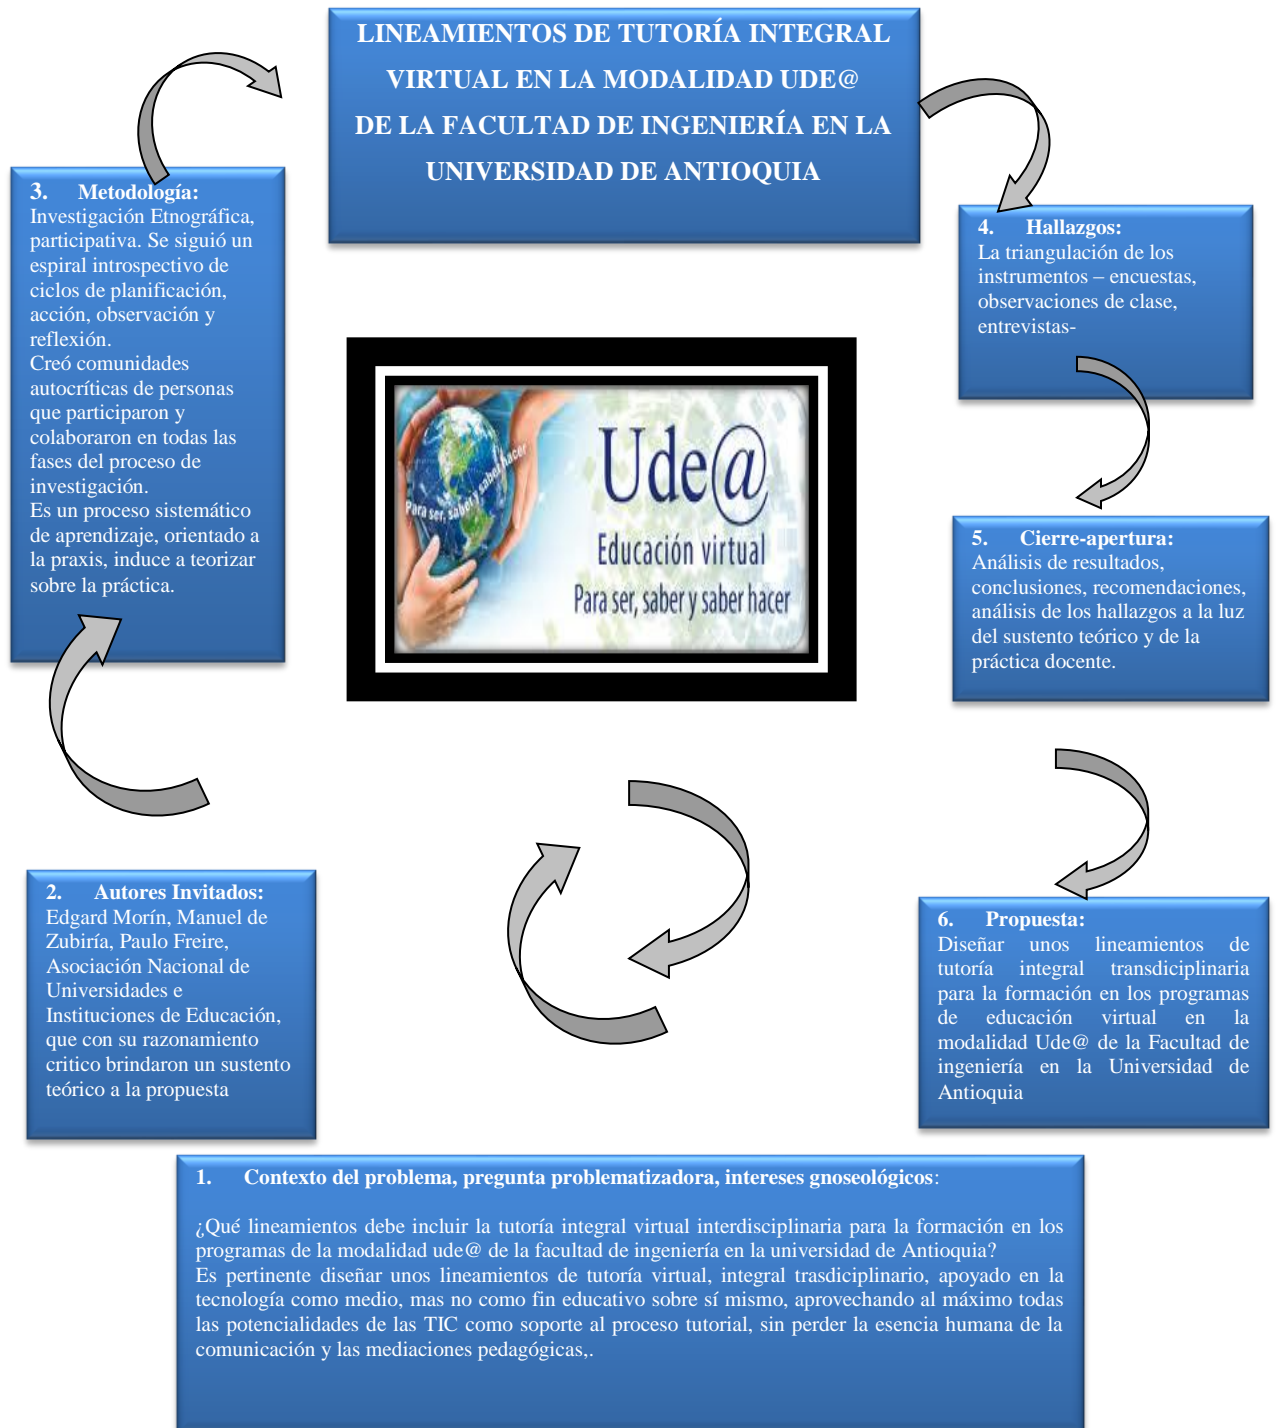 LINEAMIENTOS DE TUTORÍA INTEGRAL
VIRTUAL EN LA MODALIDAD UDE@
DE LA FACULTAD DE INGENIERÍA EN LA
UNIVERSIDAD DE ANTIOQUIA
3. Metodología:
Investigación Etnográfica,
participativa. Se siguió un
espiral introspectivo de
ciclos de planificación,
acción, observación y
reflexión.
Creó comunidades
autocríticas de personas
que participaron y
colaboraron en todas las
fases del proceso de
investigación.
Es un proceso sistemático
de aprendizaje, orientado a
la praxis, induce a teorizar
sobre la práctica.
4. Hallazgos:
La triangulación de los
instrumentos – encuestas,
observaciones de clase,
entrevistas-
Para ser, saber y saber hacer
Ude@
Educación virtual
Para ser, saber y saber hacer
5. Cierre-apertura:
Análisis de resultados,
conclusiones, recomendaciones,
análisis de los hallazgos a la luz
del sustento teórico y de la
práctica docente.
2. Autores Invitados:
Edgard Morín, Manuel de
Zubiría, Paulo Freire,
Asociación Nacional de
Universidades e
Instituciones de Educación,
que con su razonamiento
critico brindaron un sustento
teórico a la propuesta
6. Propuesta:
Diseñar unos lineamientos de
tutoría integral transdiciplinaria
para la formación en los programas
de educación virtual en la
modalidad Ude@ de la Facultad de
ingeniería en la Universidad de
Antioquia
1. Contexto del problema, pregunta problematizadora, intereses gnoseológicos:
¿Qué lineamientos debe incluir la tutoría integral virtual interdisciplinaria para la formación en los
programas de la modalidad ude@ de la facultad de ingeniería en la universidad de Antioquia?
Es pertinente diseñar unos lineamientos de tutoría virtual, integral trasdiciplinario, apoyado en la
tecnología como medio, mas no como fin educativo sobre sí mismo, aprovechando al máximo todas
las potencialidades de las TIC como soporte al proceso tutorial, sin perder la esencia humana de la
comunicación y las mediaciones pedagógicas,.